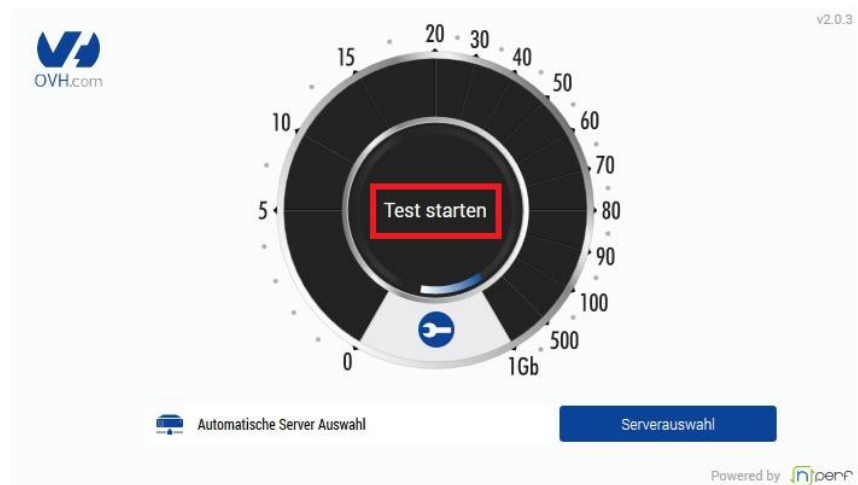 v2.0.3
OVH.com
0
5
10
15
20
30
40
50
60
70
80
90
100
500
1Gb
Test starten
Automatische Server Auswahl
Serverauswahl
Powered by nperf